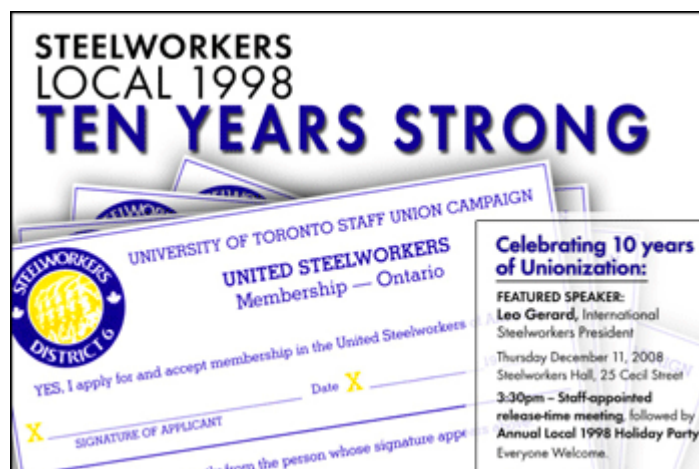 STEELWORKERS
LOCAL 1998
TEN YEARS STRONG
UNIVERSITY OF TORONTO STAFF UNION CAMPAIGN
UNITED STEELWORKERS
Membership — Ontario
STEELWORKERS
DISTRICT 6
YES, I apply for and accept membership in the United Steelworkers of
X
Date X
SIGNATURE OF APPLICANT
from the person whose signature appears
Celebrating 10 years
of Unionization:
FEATURED SPEAKER:
Leo Gerard, International
Steelworkers President
Thursday December 11, 2008
Steelworkers Hall, 25 Cecil Street
3:30pm – Staff-appointed
release-time meeting, followed by
Annual Local 1998 Holiday Party
Everyone Welcome.